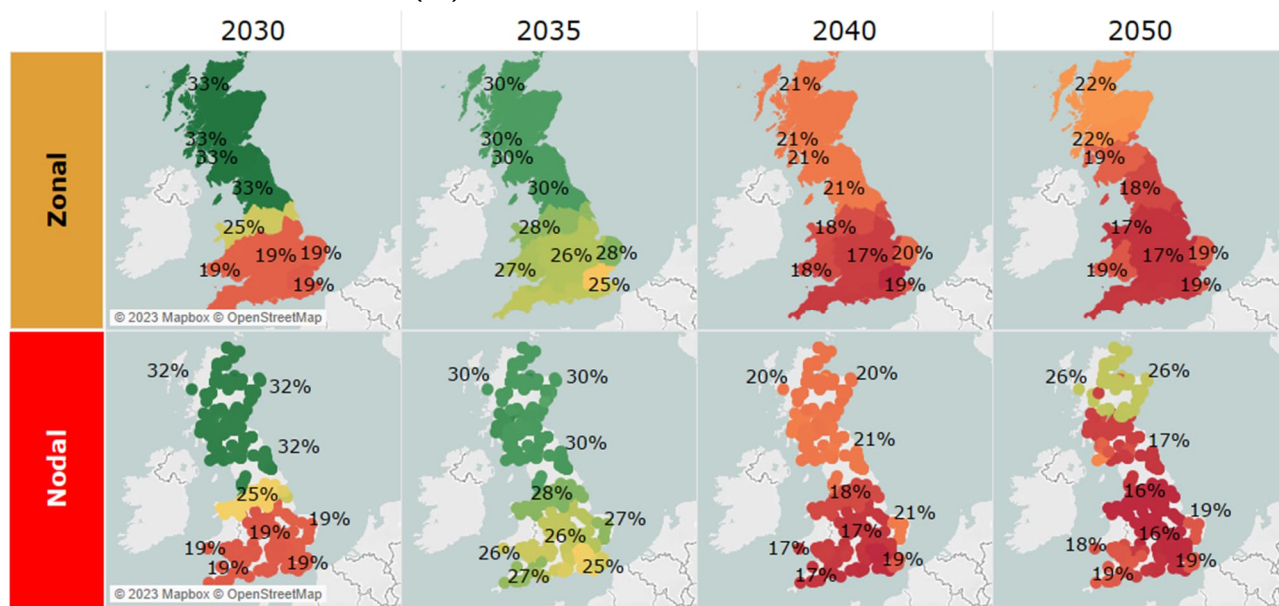 2030 2035 2040 2050
Zonal
33% 30% 21% 22%
33% 30% 21% 22%
33% 30% 21% 19%
33% 30% 21% 18%
25% 28% 18% 17%
19% 19% 26% 28% 17% 20% 17% 19%
19% 27% 18% 19%
19% 25% 19% 19%
© 2023 Mapbox © OpenStreetMap
Nodal
32% 32% 30% 30% 20% 20% 26% 26%
32% 30% 21% 17%
25% 28% 18% 16%
19% 27% 21% 19%
19% 26% 17% 16%
19% 26% 17% 18%
19% 19% 25% 19% 19%
27% 17% 19%
© 2023 Mapbox © OpenStreetMap